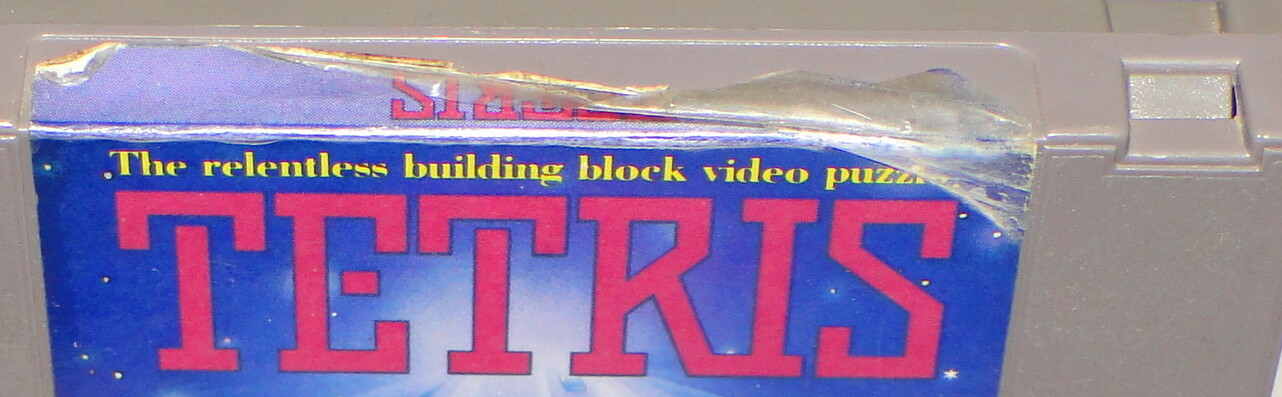 The relentless building block video
TETRIS